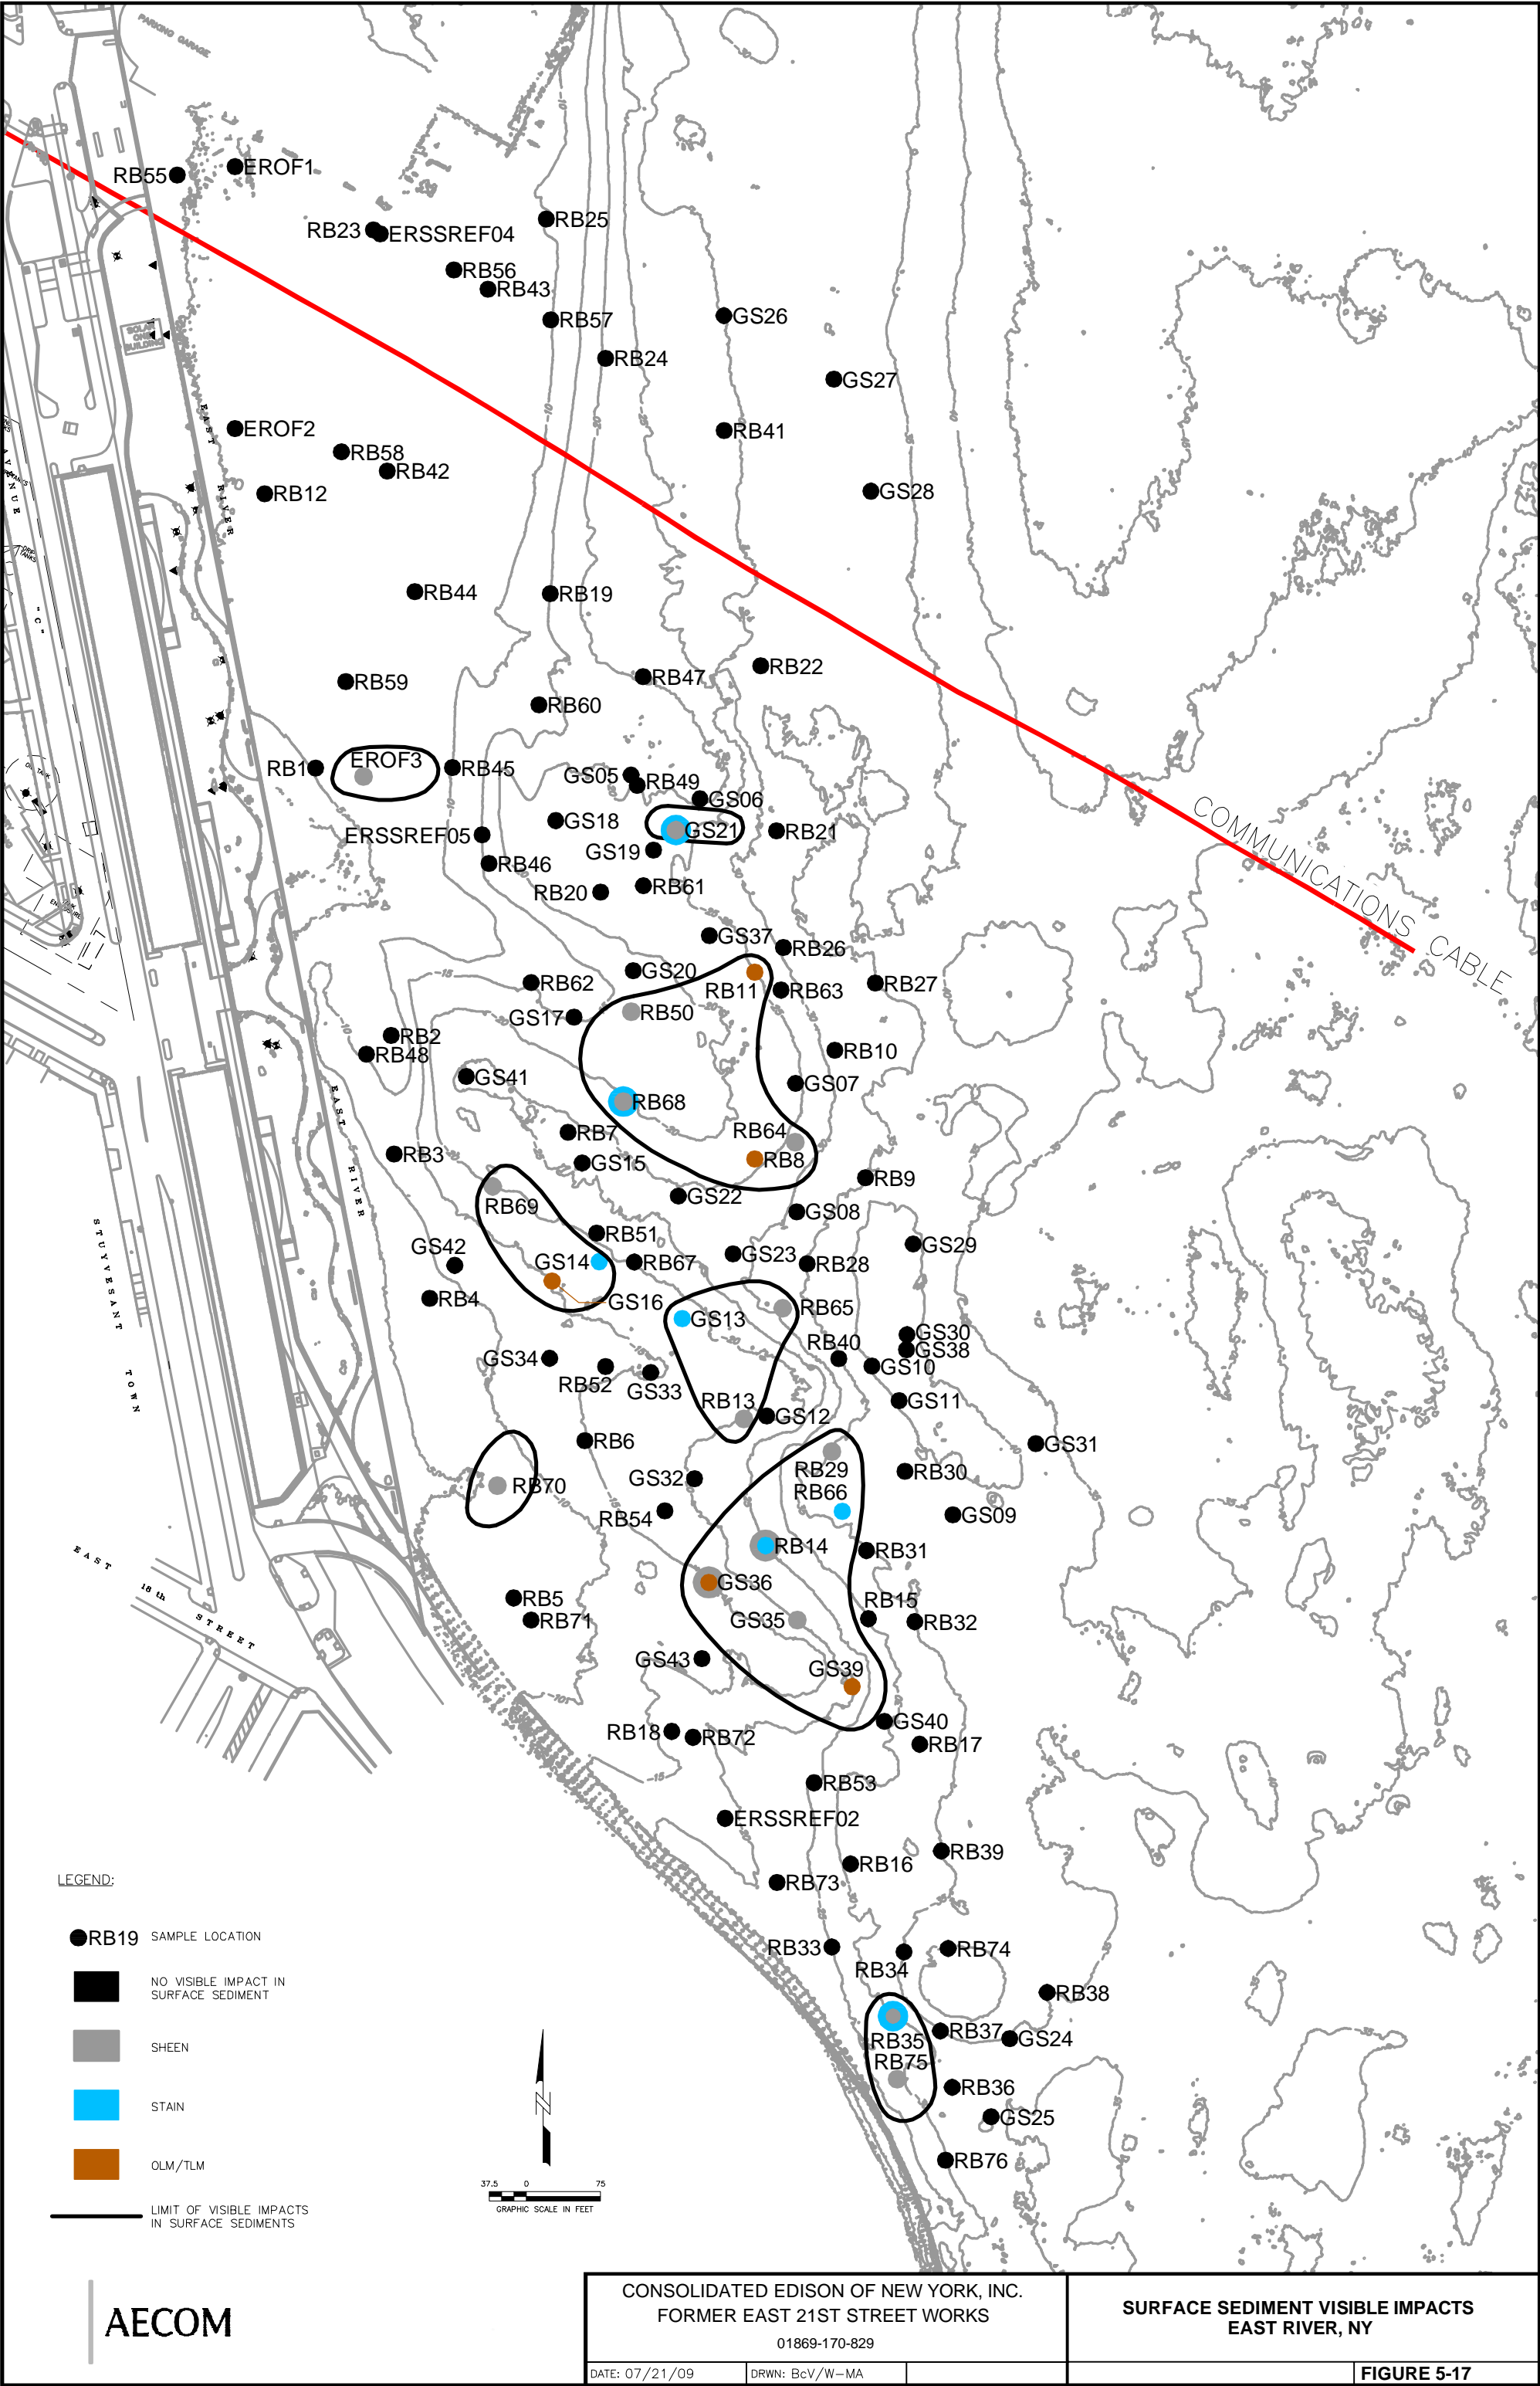 PARKING GARAGE
RB55
EROF1
RB23
ERSSREF04
RB25
RB56
RB43
RB57
GS26
RB24
GS27
SOLAR
ONE
BUILDING
EAST RIVER
EROF2
RB58
RB42
RB41
RB12
GS28
AVENUE "C"
RB44
RB19
RB59
RB47
RB22
RB60
RB1
EROF3
RB45
GS05
RB49
GS06
GS18
GS21
RB21
ERSSREF05
GS19
RB46
RB20
RB61
COMMUNICATIONS CABLE
GS37
RB26
GS20
RB62
RB11
RB63
RB27
RB50
GS17
RB2
RB48
RB10
GS41
GS07
RB68
EAST RIVER
RB7
RB64
RB3
GS15
RB8
RB9
RB69
GS22
GS08
STUYVESANT TOWN
RB51
GS42
GS14
RB67
GS23
RB28
GS29
GS16
RB4
RB65
GS13
GS30
GS38
RB40
GS10
GS34
RB52
GS33
GS11
RB13
GS12
RB6
GS31
RB29
RB30
GS32
RB66
RB70
RB54
GS09
RB14
RB31
EAST 18 th STREET
GS36
RB5
RB71
GS35
RB15
RB32
GS43
GS39
GS40
RB18
RB72
RB17
RB53
ERSSREF02
RB39
RB16
RB73
RB33
RB34
RB74
RB38
RB35
RB37
GS24
RB75
RB36
GS25
RB76
LEGEND:
RB19 SAMPLE LOCATION
NO VISIBLE IMPACT IN
SURFACE SEDIMENT
SHEEN
STAIN
OLM/TLM
LIMIT OF VISIBLE IMPACTS
IN SURFACE SEDIMENTS
N
37.5 0 75
GRAPHIC SCALE IN FEET
AECOM
CONSOLIDATED EDISON OF NEW YORK, INC.
FORMER EAST 21ST STREET WORKS
01869-170-829
DATE: 07/21/09
DRWN: BcV/W-MA
SURFACE SEDIMENT VISIBLE IMPACTS
EAST RIVER, NY
FIGURE 5-17